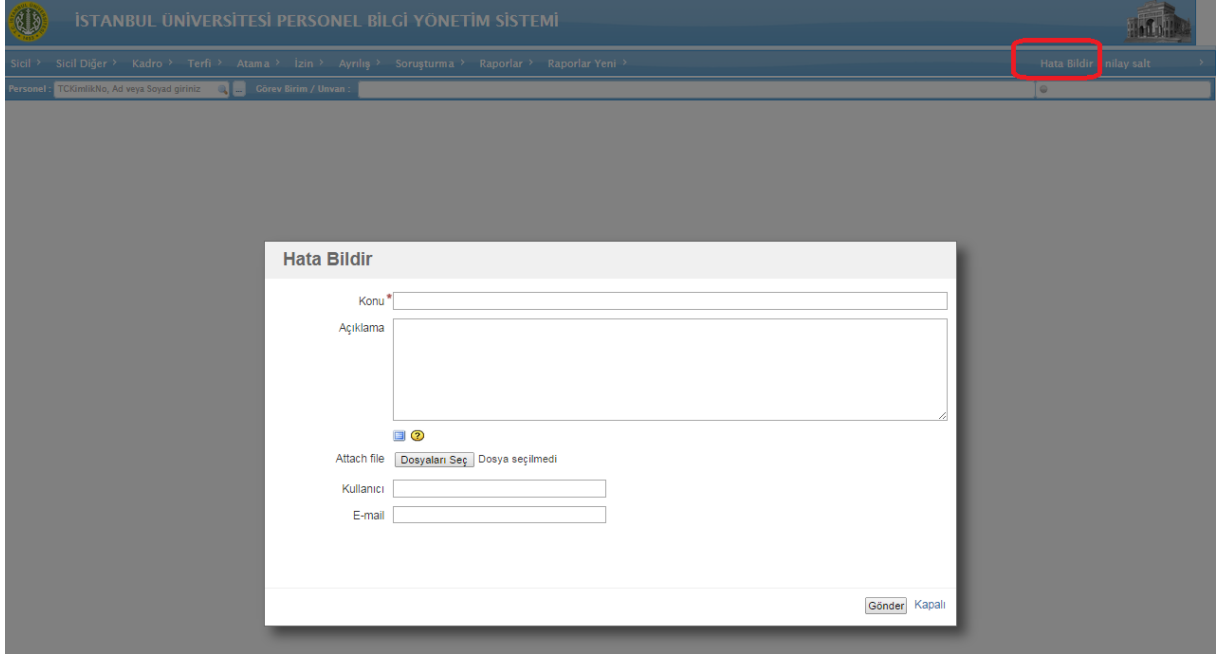 İSTANBUL ÜNİVERSİTESİ PERSONEL BİLGİ YÖNETİM SİSTEMİ
Sicil > Sicil Diğer > Kadro > Terfi > Atama > İzin > Ayrılış > Soruşturma > Raporlar > Raporlar Yeni > Hata Bildir nilay salt >
Personel : TCKimlikNo, Ad veya Soyad giriniz ... Görev Birim / Unvan :
Hata Bildir
Konu *
Açıklama
?
Attach file Dosyaları Seç Dosya seçilmedi
Kullanıcı
E-mail
Gönder Kapalı